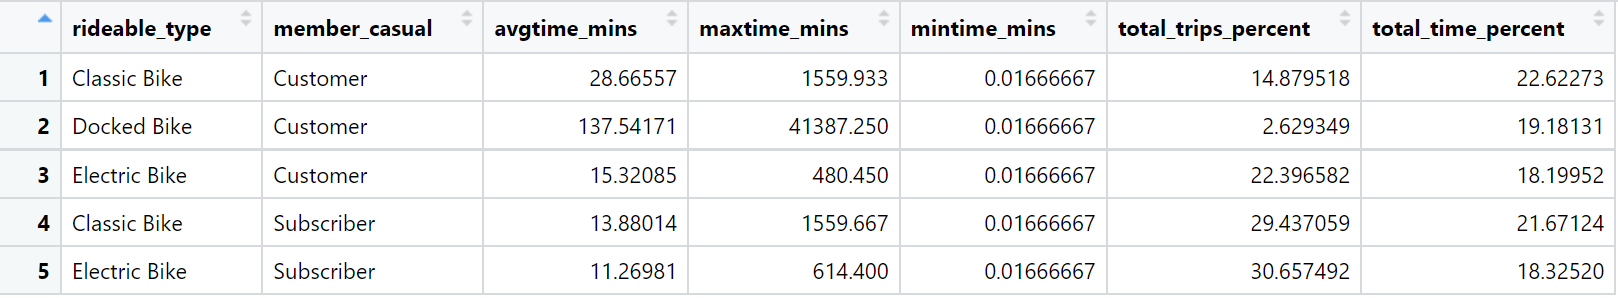 rideable_type member_casual avgtime_mins maxtime_mins mintime_mins total_trips_percent total_time_percent
1 Classic Bike Customer 28.66557 1559.933 0.01666667 14.879518 22.62273
2 Docked Bike Customer 137.54171 41387.250 0.01666667 2.629349 19.18131
3 Electric Bike Customer 15.32085 480.450 0.01666667 22.396582 18.19952
4 Classic Bike Subscriber 13.88014 1559.667 0.01666667 29.437059 21.67124
5 Electric Bike Subscriber 11.26981 614.400 0.01666667 30.657492 18.32520